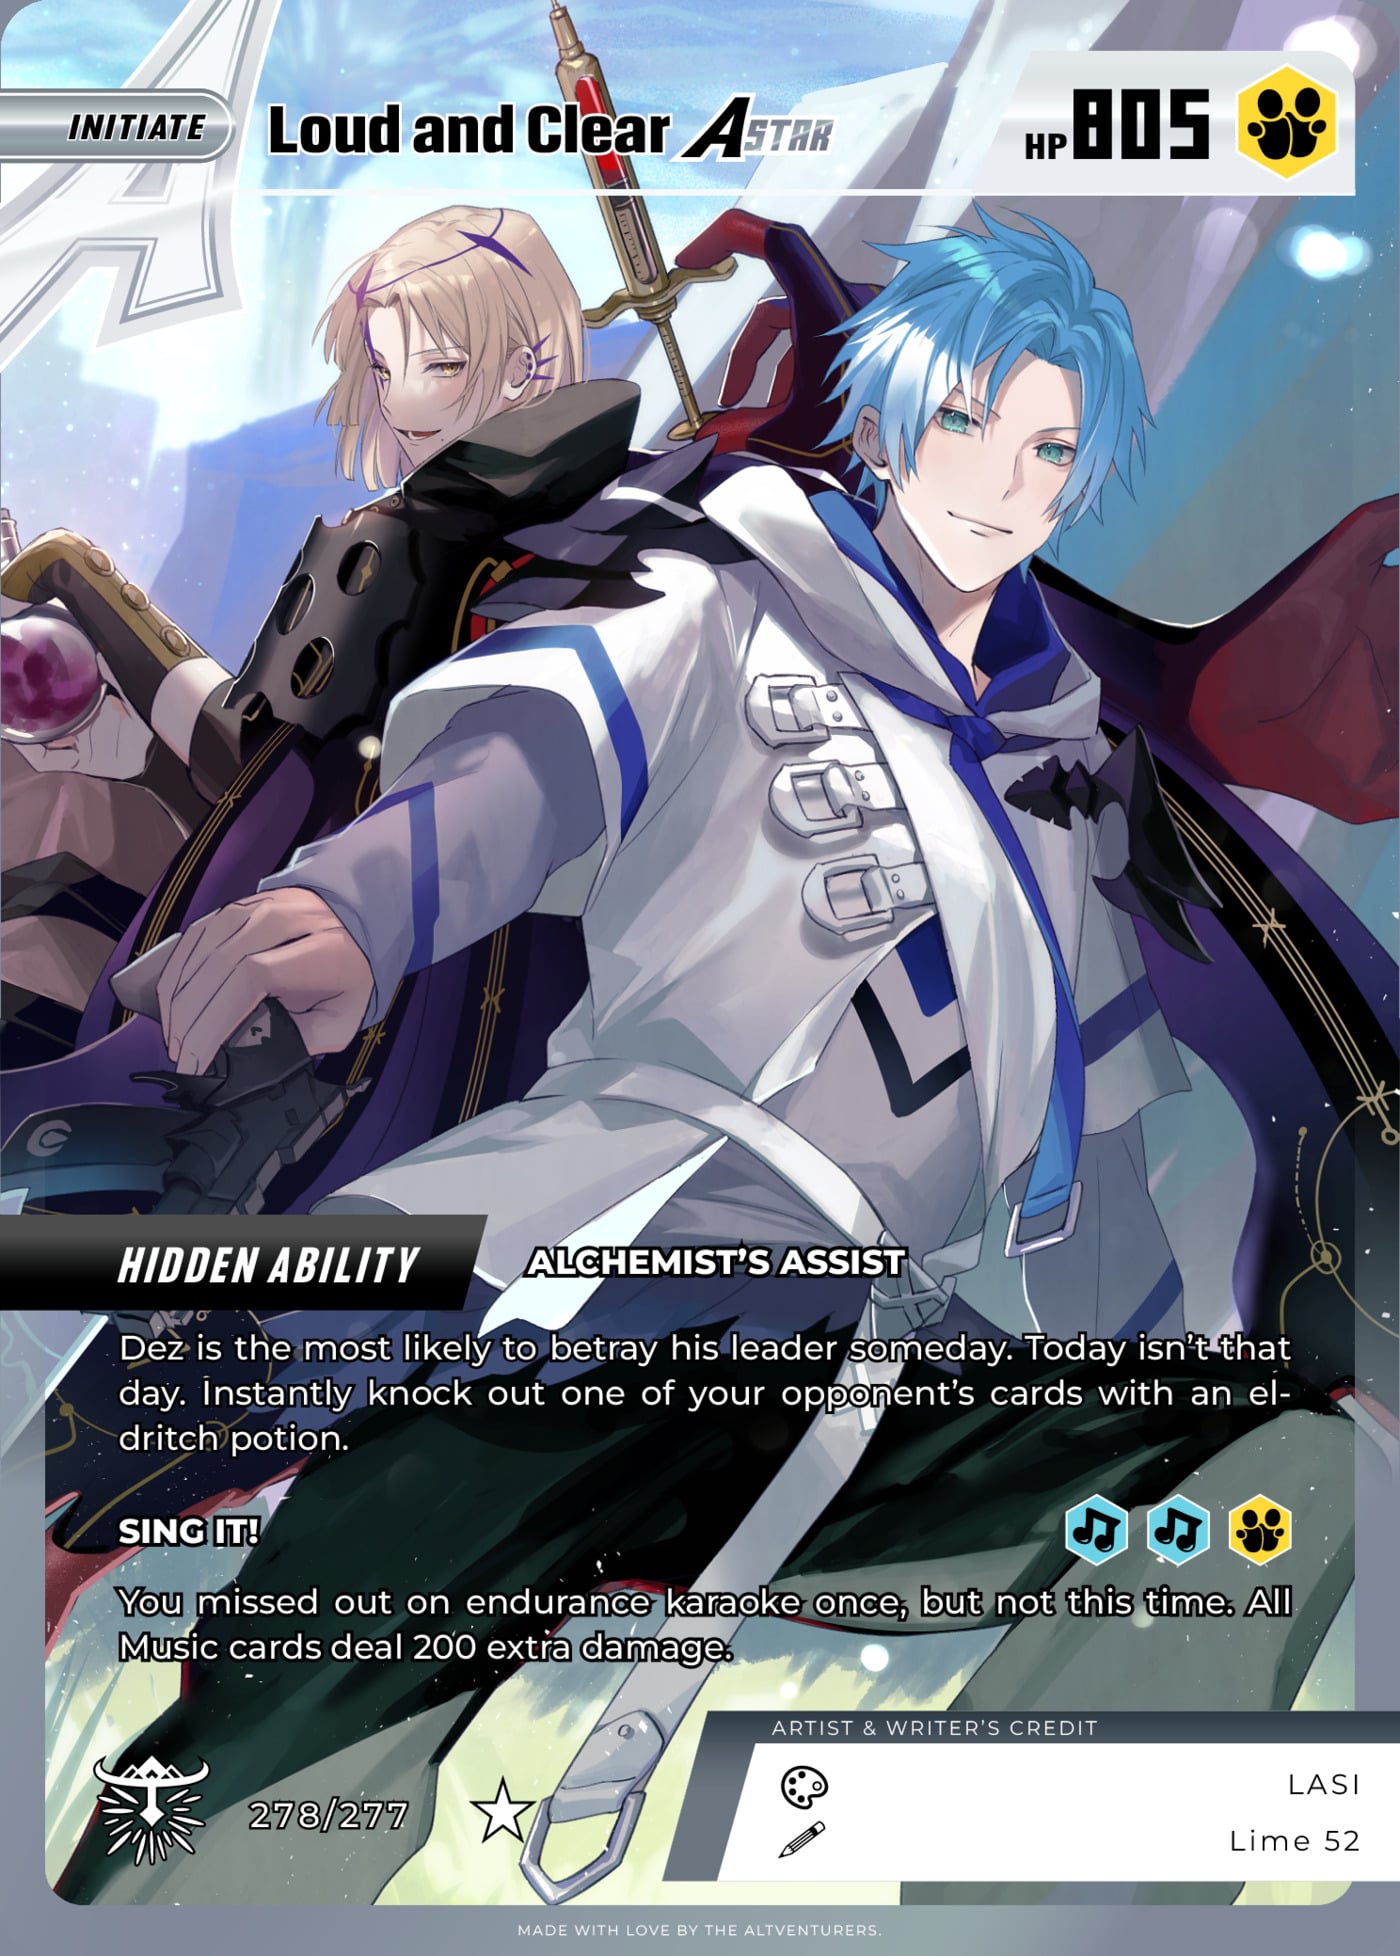 INITIATE
Loud and Clear A STAR
HP 805
HIDDEN ABILITY
ALCHEMIST'S ASSIST
Dez is the most likely to betray his leader someday. Today isn't that
day. Instantly knock out one of your opponent's cards with an el-
dritch potion.
SING IT!
You missed out on endurance karaoke once, but not this time. All
Music cards deal 200 extra damage.
278/277
ARTIST & WRITER'S CREDIT
LASI
Lime 52
MADE WITH LOVE BY THE ALTVENTURERS.